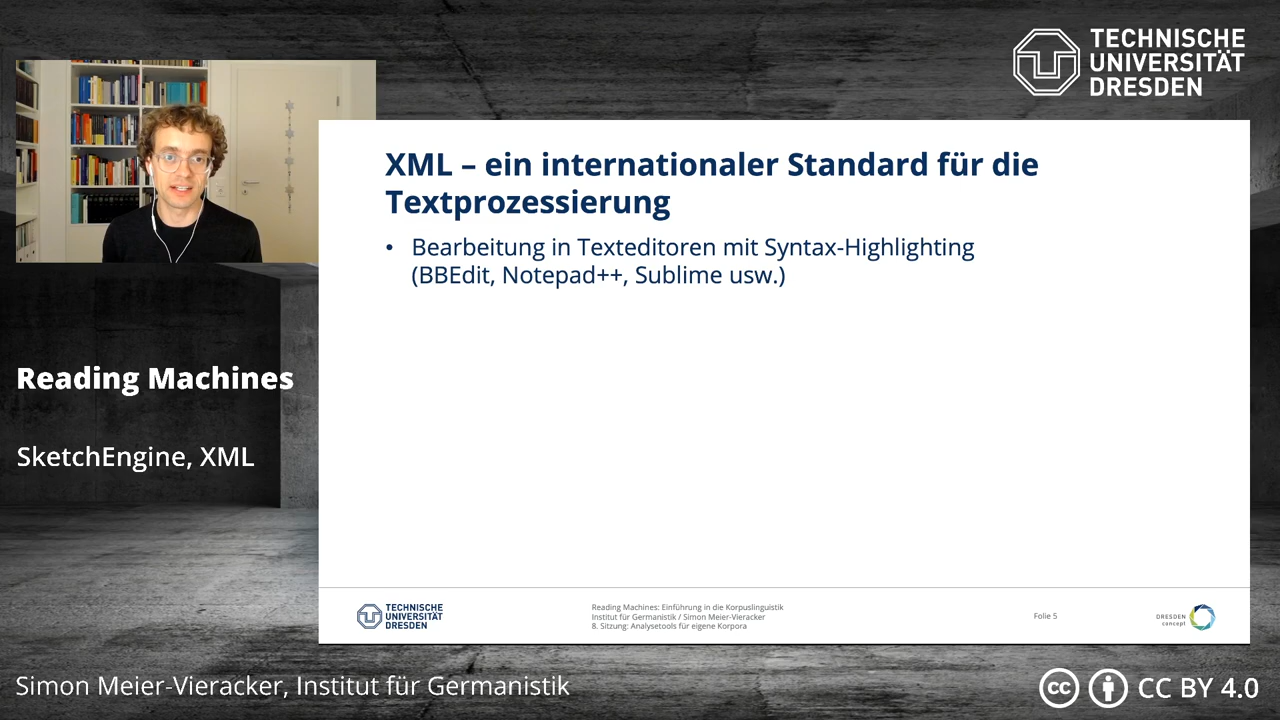 TECHNISCHE
UNIVERSITÄT
DRESDEN
XML – ein internationaler Standard für die
Textprozessierung
• Bearbeitung in Texteditoren mit Syntax-Highlighting
(BBEdit, Notepad++, Sublime usw.)
Reading Machines
SketchEngine, XML
TECHNISCHE
UNIVERSITÄT
DRESDEN
Reading Machines: Einführung in die Korpuslinguistik
Institut für Germanistik / Simon Meier-Vieracker
8. Sitzung: Analysetools für eigene Korpora
Folie 5
DRESDEN
concept
Simon Meier-Vieracker, Institut für Germanistik
cc
CC BY 4.0